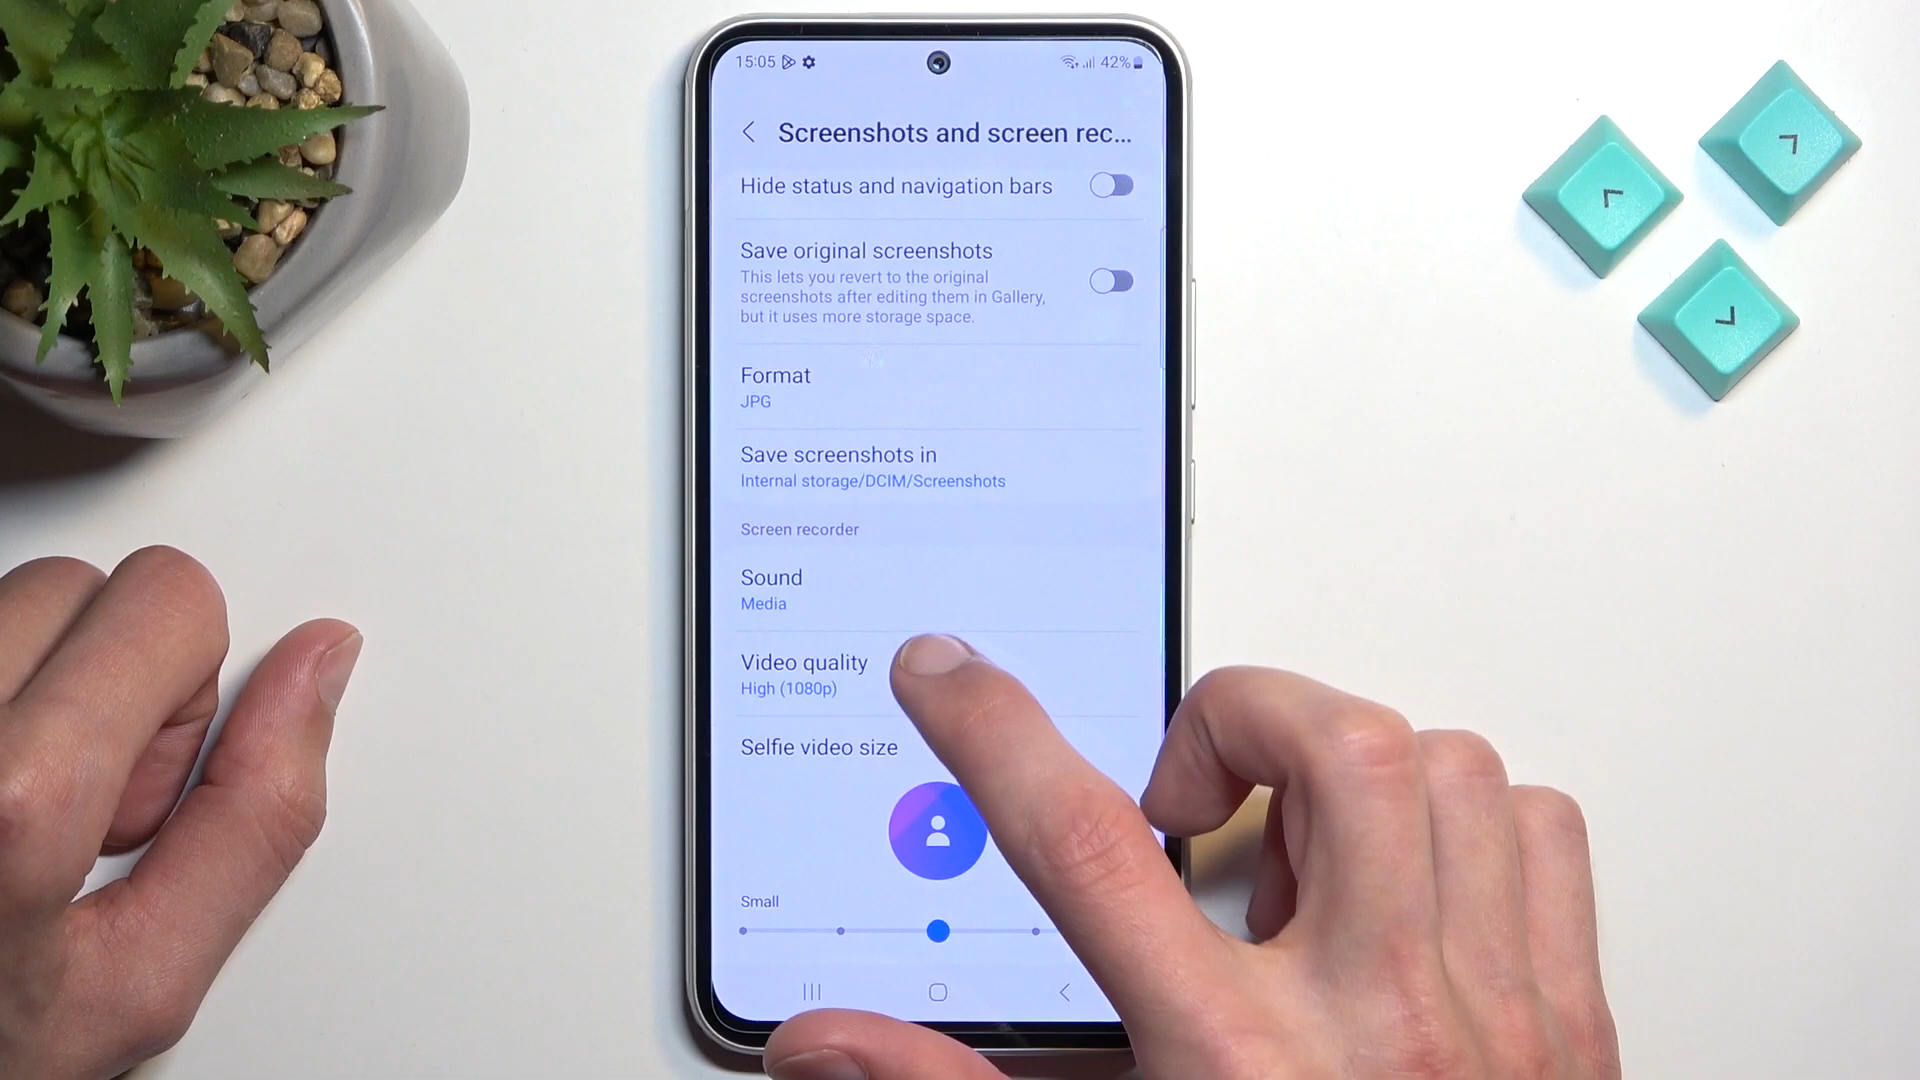 15:05 42%
Screenshots and screen rec...
Hide status and navigation bars
Save original screenshots
This lets you revert to the original
screenshots after editing them in Gallery,
but it uses more storage space.
Format
JPG
Save screenshots in
Internal storage/DCIM/Screenshots
Screen recorder
Sound
Media
Video quality
High (1080p)
Selfie video size
Small